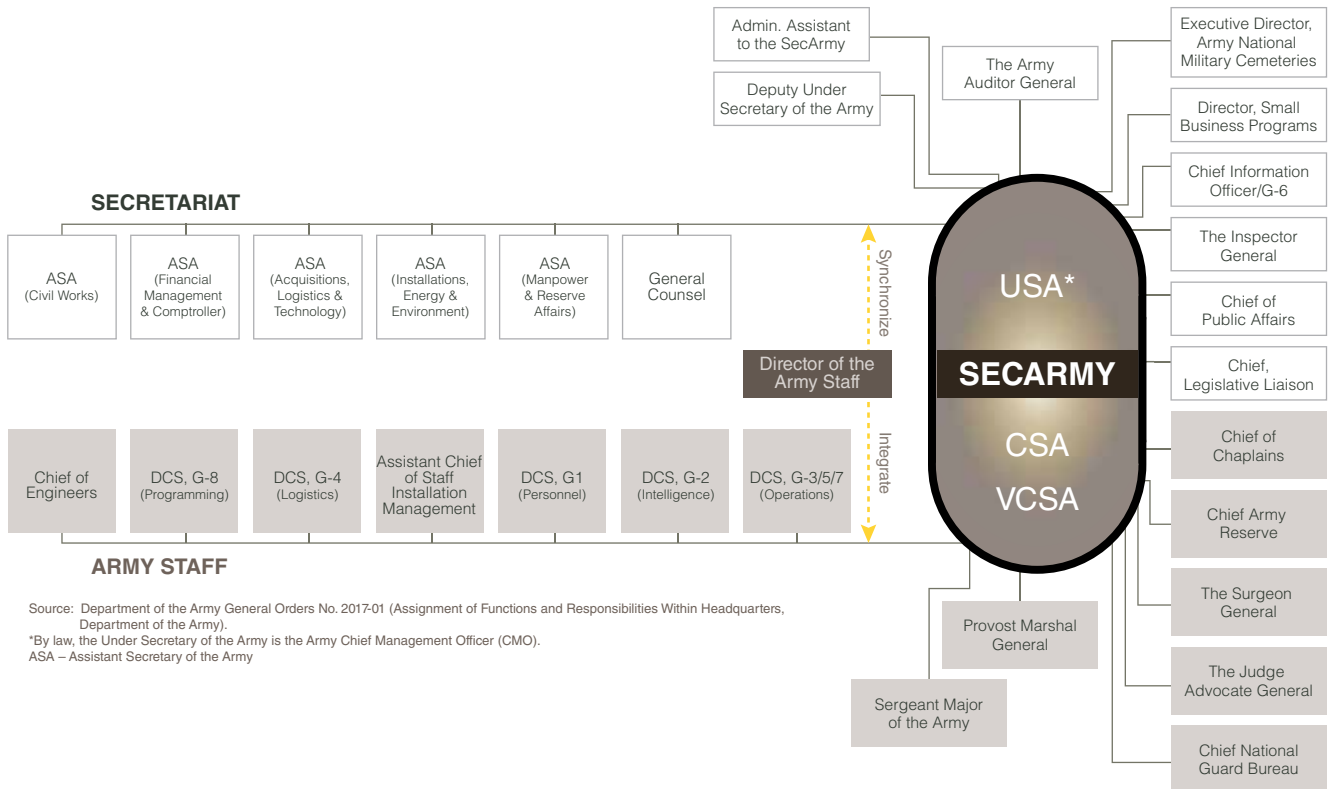 Admin. Assistant
to the SecArmy
Deputy Under
Secretary of the Army
The Army
Auditor General
Executive Director,
Army National
Military Cemeteries
Director, Small
Business Programs
Chief Information
Officer/G-6
The Inspector
General
Chief of
Public Affairs
Chief,
Legislative Liaison
SECRETARIAT
ASA
(Civil Works)
ASA
(Financial
Management
& Comptroller)
ASA
(Acquisitions,
Logistics &
Technology)
ASA
(Installations,
Energy &
Environment)
ASA
(Manpower
& Reserve
Affairs)
General
Counsel
Synchronize
Director of the
Army Staff
Integrate
USA*
SECARMY
CSA
VCSA
Chief of
Engineers
DCS, G-8
(Programming)
DCS, G-4
(Logistics)
Assistant Chief
of Staff
Installation
Management
DCS, G1
(Personnel)
DCS, G-2
(Intelligence)
DCS, G-3/5/7
(Operations)
ARMY STAFF
Chief of
Chaplains
Chief Army
Reserve
The Surgeon
General
The Judge
Advocate General
Chief National
Guard Bureau
Provost Marshal
General
Sergeant Major
of the Army
Source: Department of the Army General Orders No. 2017-01 (Assignment of Functions and Responsibilities Within Headquarters,
Department of the Army).
*By law, the Under Secretary of the Army is the Army Chief Management Officer (CMO).
ASA – Assistant Secretary of the Army